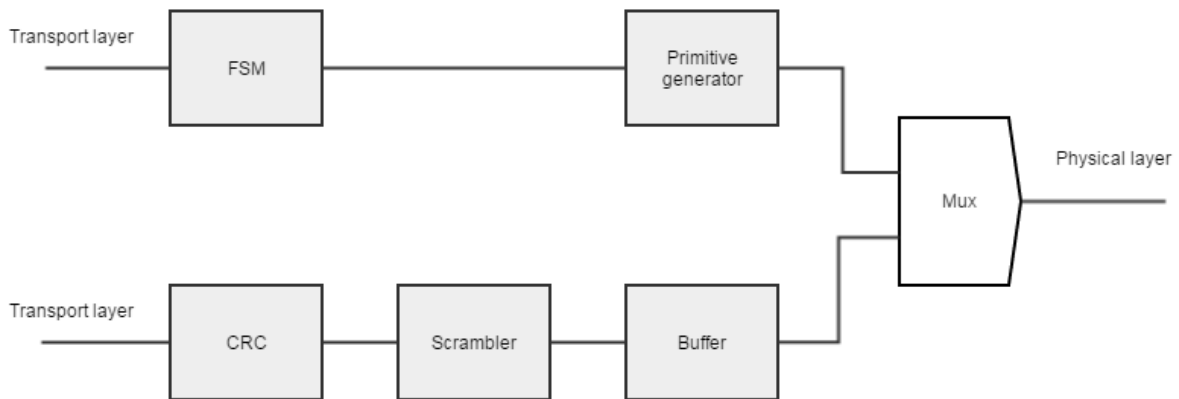 Transport layer
FSM
Primitive
generator
Physical layer
Mux
Transport layer
CRC
Scrambler
Buffer